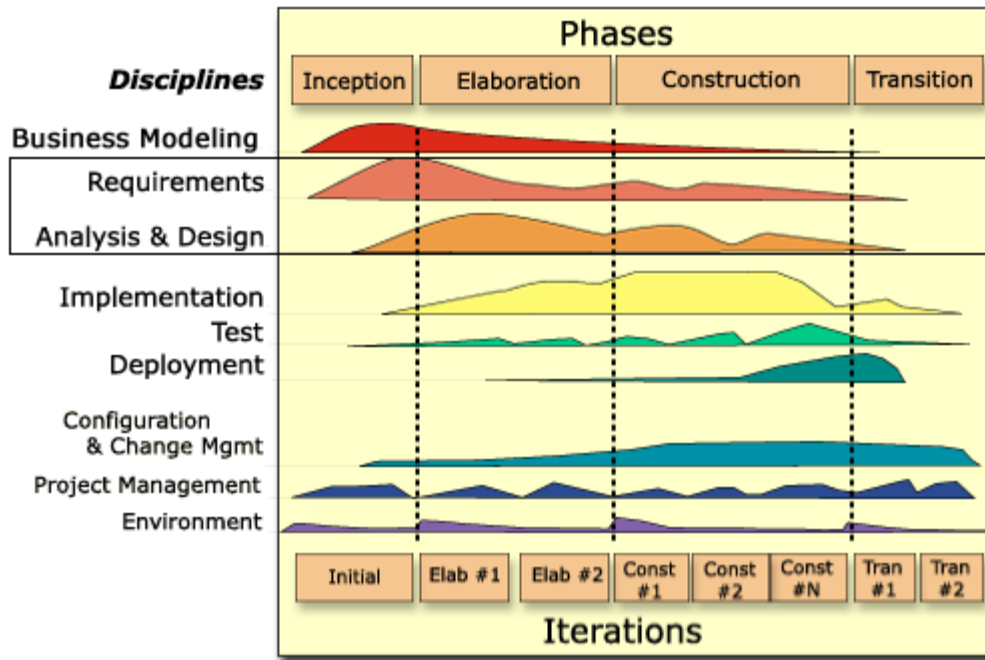 Phases
Disciplines Inception Elaboration Construction Transition
Business Modeling
Requirements
Analysis & Design
Implementation
Test
Deployment
Configuration
& Change Mgmt
Project Management
Environment
Initial Elab #1 Elab #2 Const #1 Const #2 Const #N Tran #1 Tran #2
Iterations